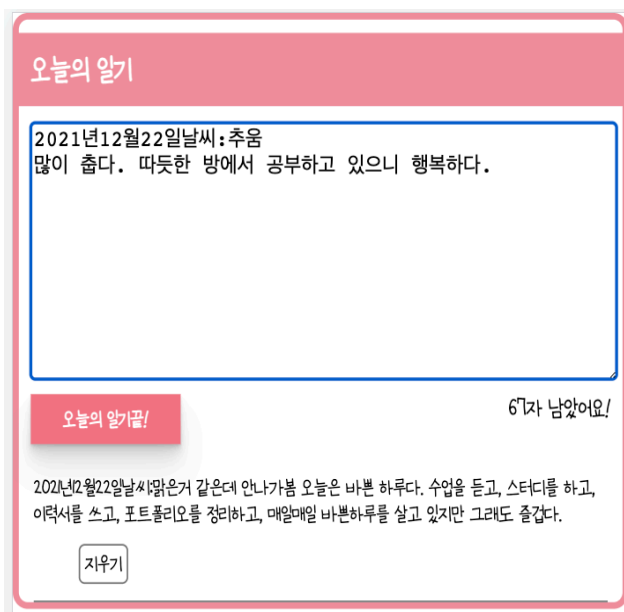 오늘의 일기
2021년12월22일날씨:추움
많이 춥다. 따듯한 방에서 공부하고 있으니 행복하다.
오늘의 일기끝!
67자 남았어요!
2021년12월22일날씨:맑은거 같은데 안나가봄 오늘은 바쁜 하루다. 수업을 듣고, 스터디를 하고,
이력서를 쓰고, 포트폴리오를 정리하고, 매일매일 바쁜하루를 살고 있지만 그래도 즐겁다.
지우기